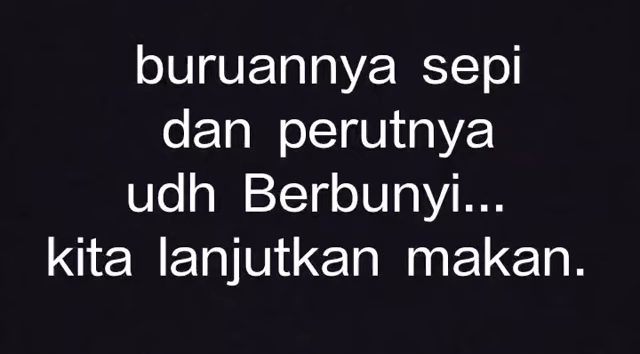 buruannya sepi
dan perutnya
udh Berbunyi...
kita lanjutkan makan.